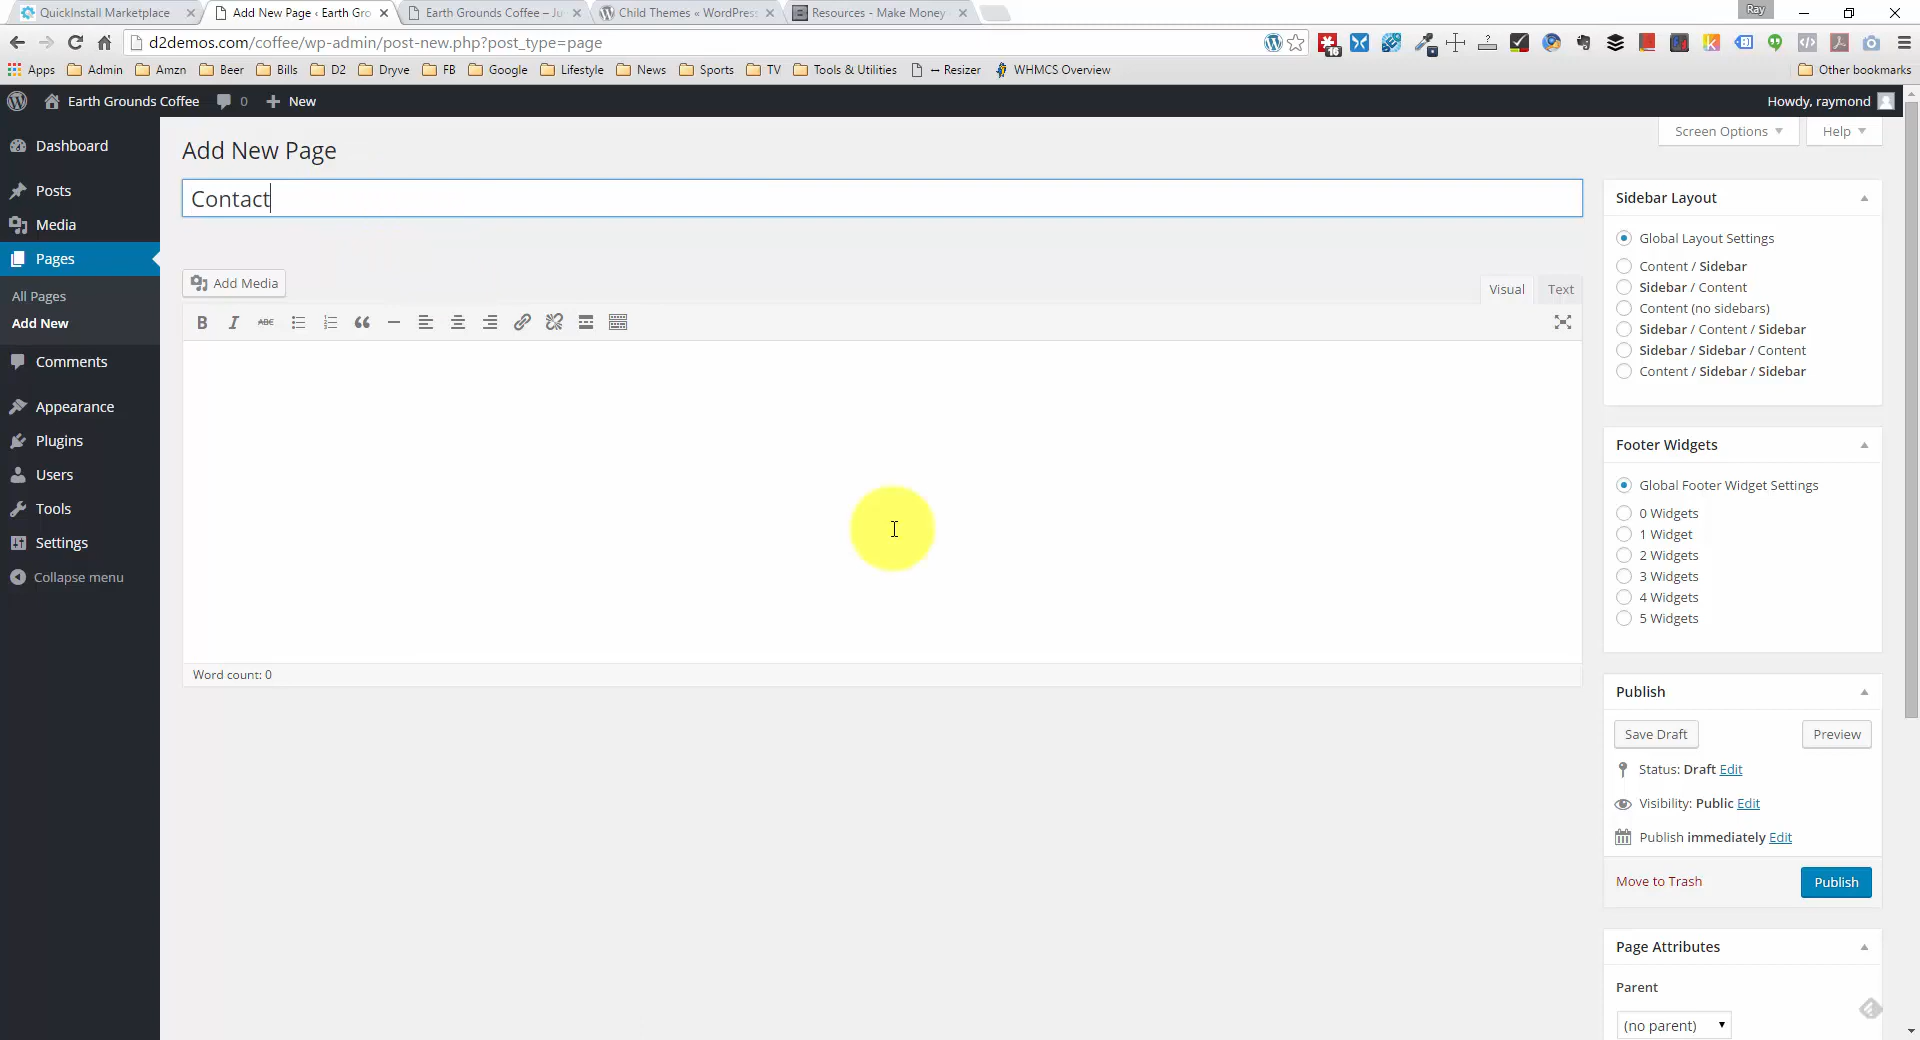 QuickInstall Marketplace
Add New Page ‹ Earth Gro
Earth Grounds Coffee – Ju
Child Themes « WordPress
Resources - Make Money
Ray
d2demos.com/coffee/wp-admin/post-new.php?post_type=page
16
Apps Admin Amzn Beer Bills D2 Dryve FB Google Lifestyle News Sports TV Tools & Utilities ↔ Resizer WHMCS Overview Other bookmarks
Earth Grounds Coffee 0 + New Howdy, raymond
Screen Options Help
Dashboard
Posts
Media
Pages
All Pages
Add New
Comments
Appearance
Plugins
Users
Tools
Settings
Collapse menu
Add New Page
Contact
Add Media
Visual Text
B I ABC
Word count: 0
Sidebar Layout
Global Layout Settings
Content / Sidebar
Sidebar / Content
Content (no sidebars)
Sidebar / Content / Sidebar
Sidebar / Sidebar / Content
Content / Sidebar / Sidebar
Footer Widgets
Global Footer Widget Settings
0 Widgets
1 Widget
2 Widgets
3 Widgets
4 Widgets
5 Widgets
Publish
Save Draft Preview
Status: Draft Edit
Visibility: Public Edit
Publish immediately Edit
Move to Trash Publish
Page Attributes
Parent
(no parent)